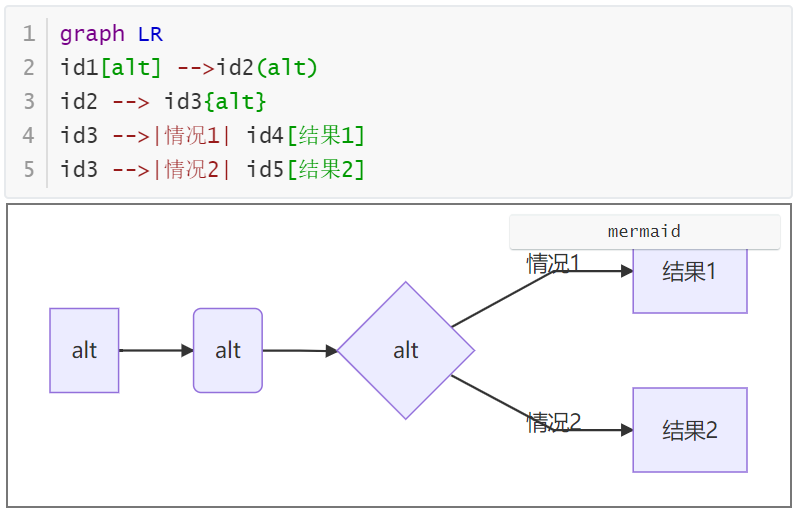 1 graph LR
2 id1[alt] -->id2(alt)
3 id2 --> id3{alt}
4 id3 -->|情况1| id4[结果1]
5 id3 -->|情况2| id5[结果2]
mermaid
情况1
结果1
alt
alt
alt
情况2
结果2